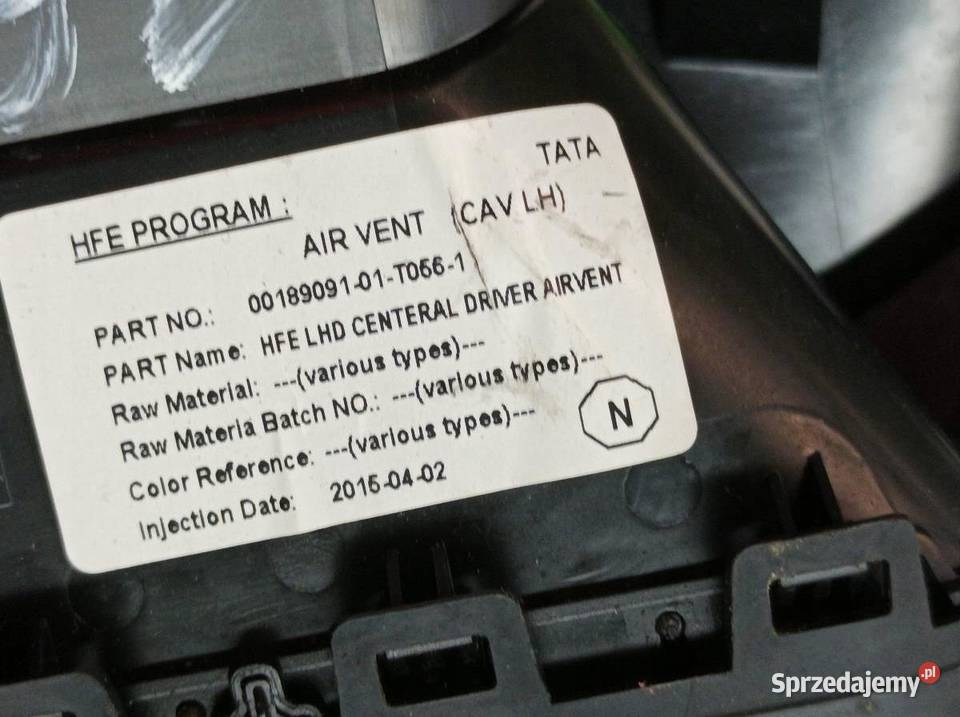 TATA
HFE PROGRAM :
AIR VENT (CAV LH)
PART NO.: 00189091-01-T066-1
PART Name: HFE LHD CENTERAL DRIVER AIRVENT
Raw Material: ---(various types)---
Raw Materia Batch NO.: ---(various types)---
Color Reference: ---(various types)---
Injection Date: 2015-04-02
N
Sprzedajemy.pl